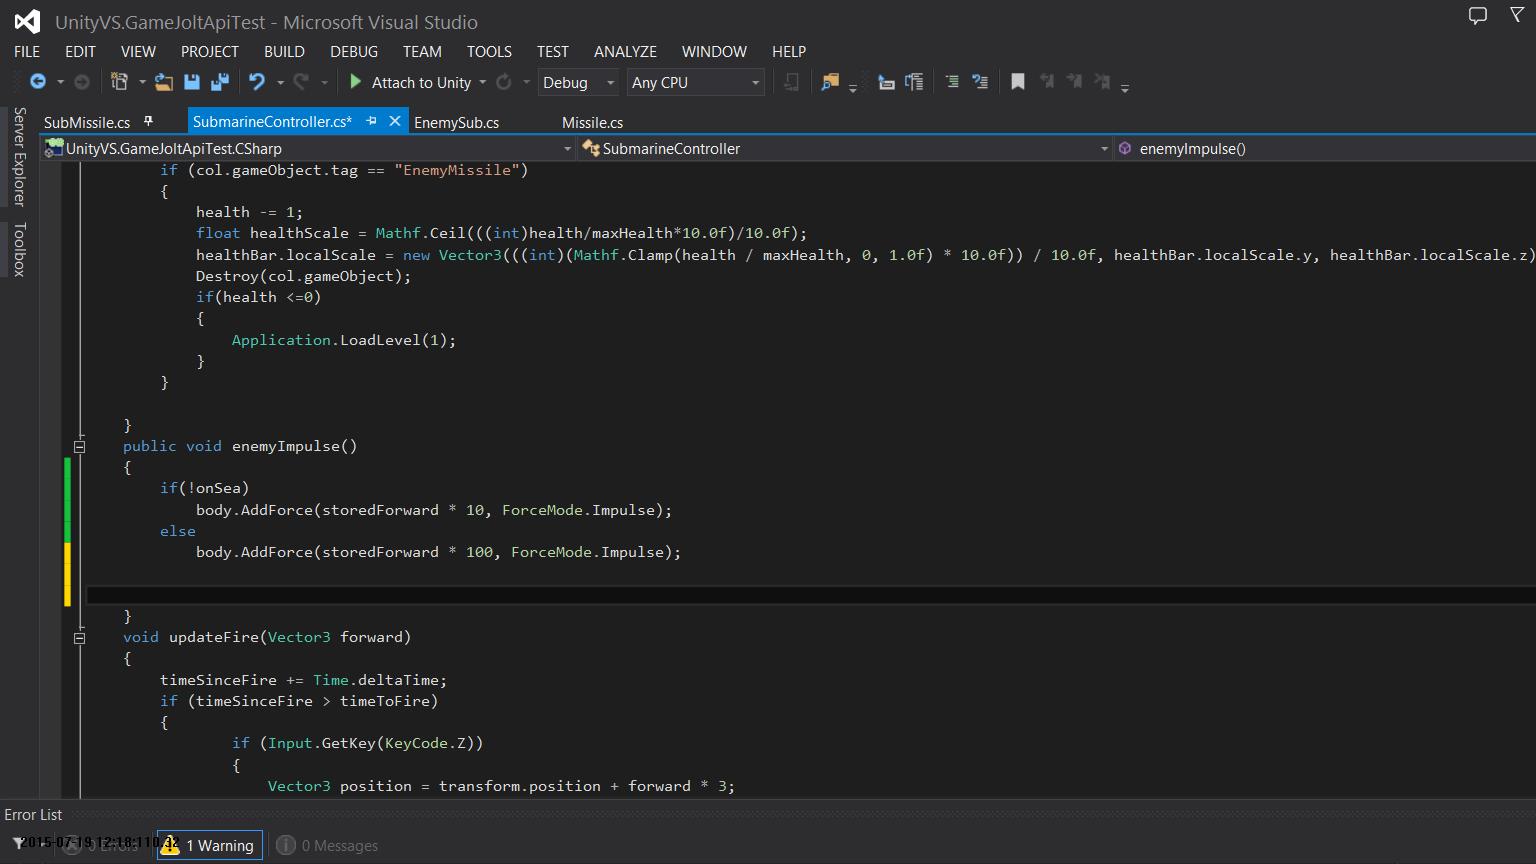 UnityVS.GameJoltApiTest - Microsoft Visual Studio
FILE EDIT VIEW PROJECT BUILD DEBUG TEAM TOOLS TEST ANALYZE WINDOW HELP
Attach to Unity Debug Any CPU
Server Explorer
Toolbox
SubMissile.cs SubmarineController.cs* EnemySub.cs Missile.cs
UnityVS.GameJoltApiTest.CSharp SubmarineController enemyImpulse()
if (col.gameObject.tag == "EnemyMissile")
{
health -= 1;
float healthScale = Mathf.Ceil(((int)health/maxHealth*10.0f)/10.0f);
healthBar.localScale = new Vector3(((int)(Mathf.Clamp(health / maxHealth, 0, 1.0f) * 10.0f)) / 10.0f, healthBar.localScale.y, healthBar.localScale.z)
Destroy(col.gameObject);
if(health <=0)
{
Application.LoadLevel(1);
}
}
}
public void enemyImpulse()
{
if(!onSea)
body.AddForce(storedForward * 10, ForceMode.Impulse);
else
body.AddForce(storedForward * 100, ForceMode.Impulse);
}
void updateFire(Vector3 forward)
{
timeSinceFire += Time.deltaTime;
if (timeSinceFire > timeToFire)
{
if (Input.GetKey(KeyCode.Z))
{
Vector3 position = transform.position + forward * 3;
Error List
0 Errors 1 Warning 0 Messages